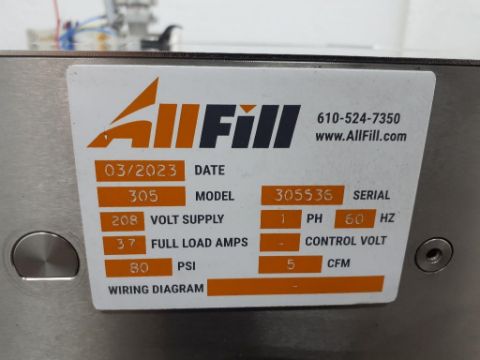 AllFill
610-524-7350
www.AllFill.com
03/2023 DATE
305 MODEL 305536 SERIAL
208 VOLT SUPPLY 1 PH 60 HZ
37 FULL LOAD AMPS - CONTROL VOLT
80 PSI 5 CFM
WIRING DIAGRAM -